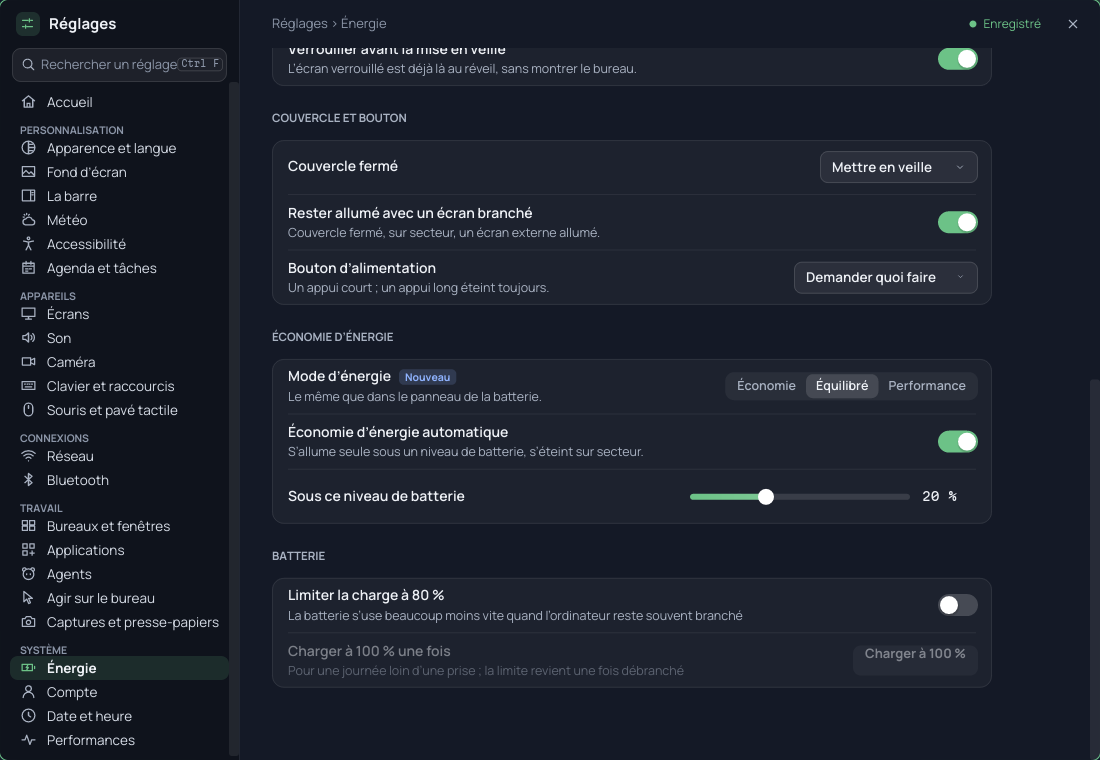 Réglages
Réglages › Énergie
Enregistré
Rechercher un réglage Ctrl F
Accueil
PERSONNALISATION
Apparence et langue
Fond d'écran
La barre
Météo
Accessibilité
Agenda et tâches
APPAREILS
Écrans
Son
Caméra
Clavier et raccourcis
Souris et pavé tactile
CONNEXIONS
Réseau
Bluetooth
TRAVAIL
Bureaux et fenêtres
Applications
Agents
Agir sur le bureau
Captures et presse-papiers
SYSTÈME
Énergie
Compte
Date et heure
Performances
Verrouiller avant la mise en veille
L'écran verrouillé est déjà là au réveil, sans montrer le bureau.
COUVERCLE ET BOUTON
Couvercle fermé
Mettre en veille
Rester allumé avec un écran branché
Couvercle fermé, sur secteur, un écran externe allumé.
Bouton d'alimentation
Demander quoi faire
Un appui court ; un appui long éteint toujours.
ÉCONOMIE D'ÉNERGIE
Mode d'énergie Nouveau
Économie Équilibré Performance
Le même que dans le panneau de la batterie.
Économie d'énergie automatique
S'allume seule sous un niveau de batterie, s'éteint sur secteur.
Sous ce niveau de batterie
20 %
BATTERIE
Limiter la charge à 80 %
La batterie s'use beaucoup moins vite quand l'ordinateur reste souvent branché
Charger à 100 % une fois
Charger à 100 %
Pour une journée loin d'une prise ; la limite revient une fois débranché